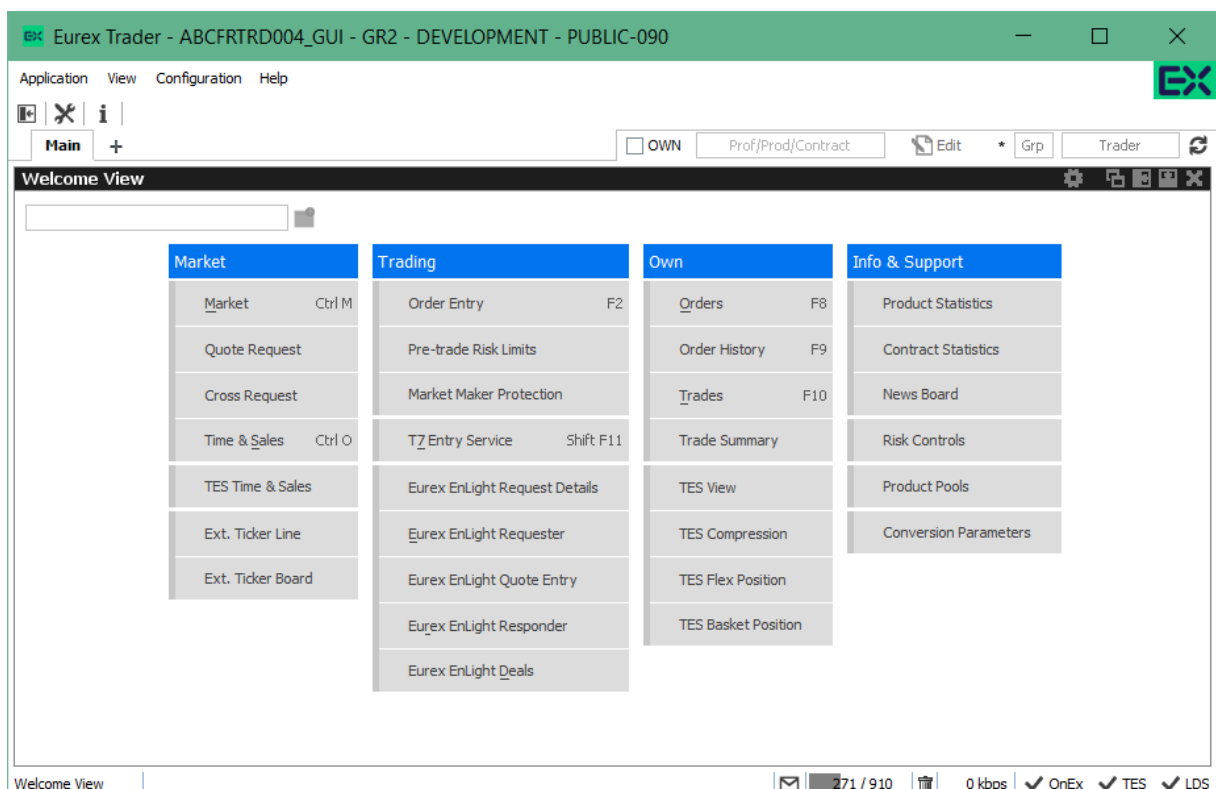 EX Eurex Trader - ABCFRTRD004_GUI - GR2 - DEVELOPMENT - PUBLIC-090
Application View Configuration Help
EX
i
Main + OWN Prof/Prod/Contract Edit * Grp Trader
Welcome View
Market Trading Own Info & Support
Market Ctrl M Order Entry F2 Orders F8 Product Statistics
Quote Request Pre-trade Risk Limits Order History F9 Contract Statistics
Cross Request Market Maker Protection Trades F10 News Board
Time & Sales Ctrl O T7 Entry Service Shift F11 Trade Summary Risk Controls
TES Time & Sales Eurex EnLight Request Details TES View Product Pools
Ext. Ticker Line Eurex EnLight Requester TES Compression Conversion Parameters
Ext. Ticker Board Eurex EnLight Quote Entry TES Flex Position
Eurex EnLight Responder TES Basket Position
Eurex EnLight Deals
Welcome View 271 / 910 0 kbps OnEx TES LDS